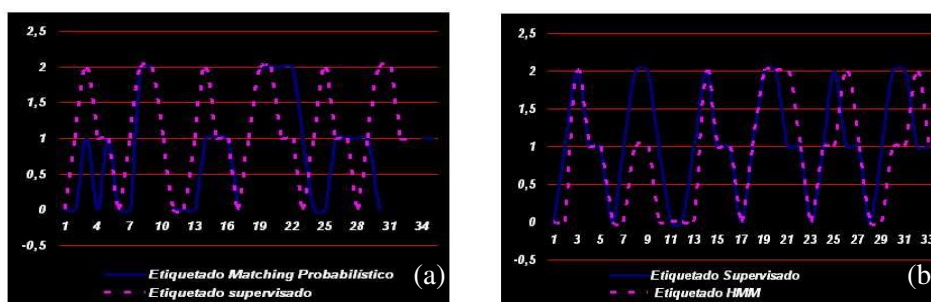 2,5
2
1,5
1
0,5
0
-0,5
1 4 7 10 13 16 19 22 25 28 31 34
Etiquetado Matching Probabilístico
Etiquetado supervisado
(a)
2,5
2
1,5
1
0,5
0
-0,5
1 3 5 7 9 11 13 15 17 19 21 23 25 27 29 31 33
Etiquetado Supervisado
Etiquetado HMM
(b)